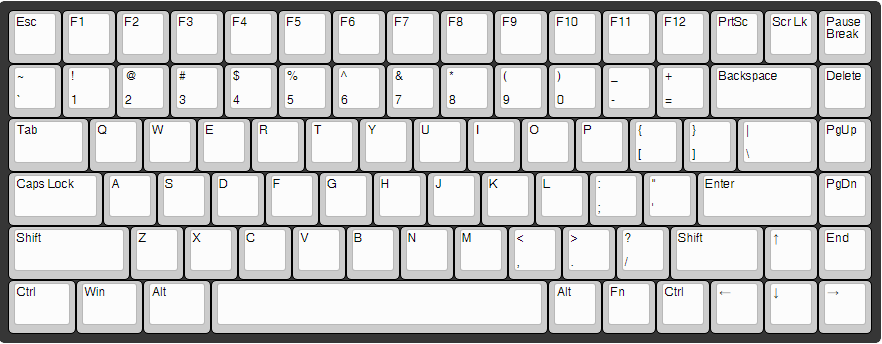 Esc F1 F2 F3 F4 F5 F6 F7 F8 F9 F10 F11 F12 PrtSc Scr Lk Pause
Break
~ ! @ # $ % ^ & * ( ) _ + Backspace Delete
` 1 2 3 4 5 6 7 8 9 0 - =
Tab Q W E R T Y U I O P { } | PgUp
[ ] \
Caps Lock A S D F G H J K L : " Enter PgDn
; '
Shift Z X C V B N M < > ? Shift ↑ End
, . /
Ctrl Win Alt Alt Fn Ctrl ← ↓ →